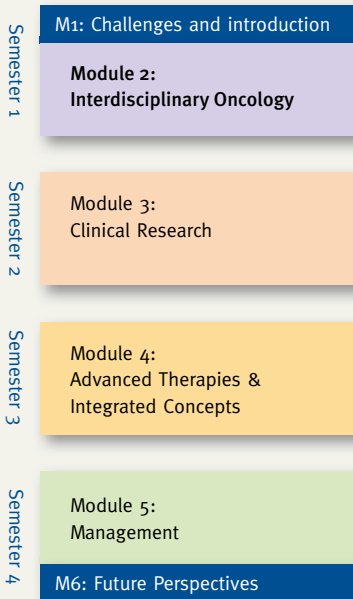 Semester 1
M1: Challenges and introduction
Module 2:
Interdisciplinary Oncology
Semester 2
Module 3:
Clinical Research
Semester 3
Module 4:
Advanced Therapies &
Integrated Concepts
Semester 4
Module 5:
Management
M6: Future Perspectives